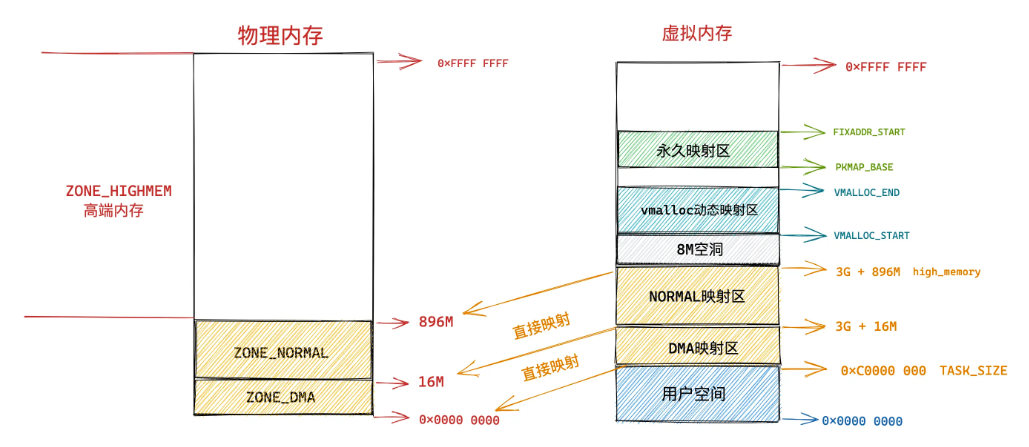 物理内存
0×FFFF FFFF
ZONE_HIGHMEM
高端内存
896M
ZONE_NORMAL
16M
ZONE_DMA
0×0000 0000
直接映射
直接映射
虚拟内存
0×FFFF FFFF
FIXADDR_START
永久映射区
PKMAP_BASE
VMALLOC_END
vmalloc动态映射区
VMALLOC_START
8M空洞
3G + 896M high_memory
NORMAL映射区
3G + 16M
DMA映射区
0×C0000 000 TASK_SIZE
用户空间
0×0000 0000